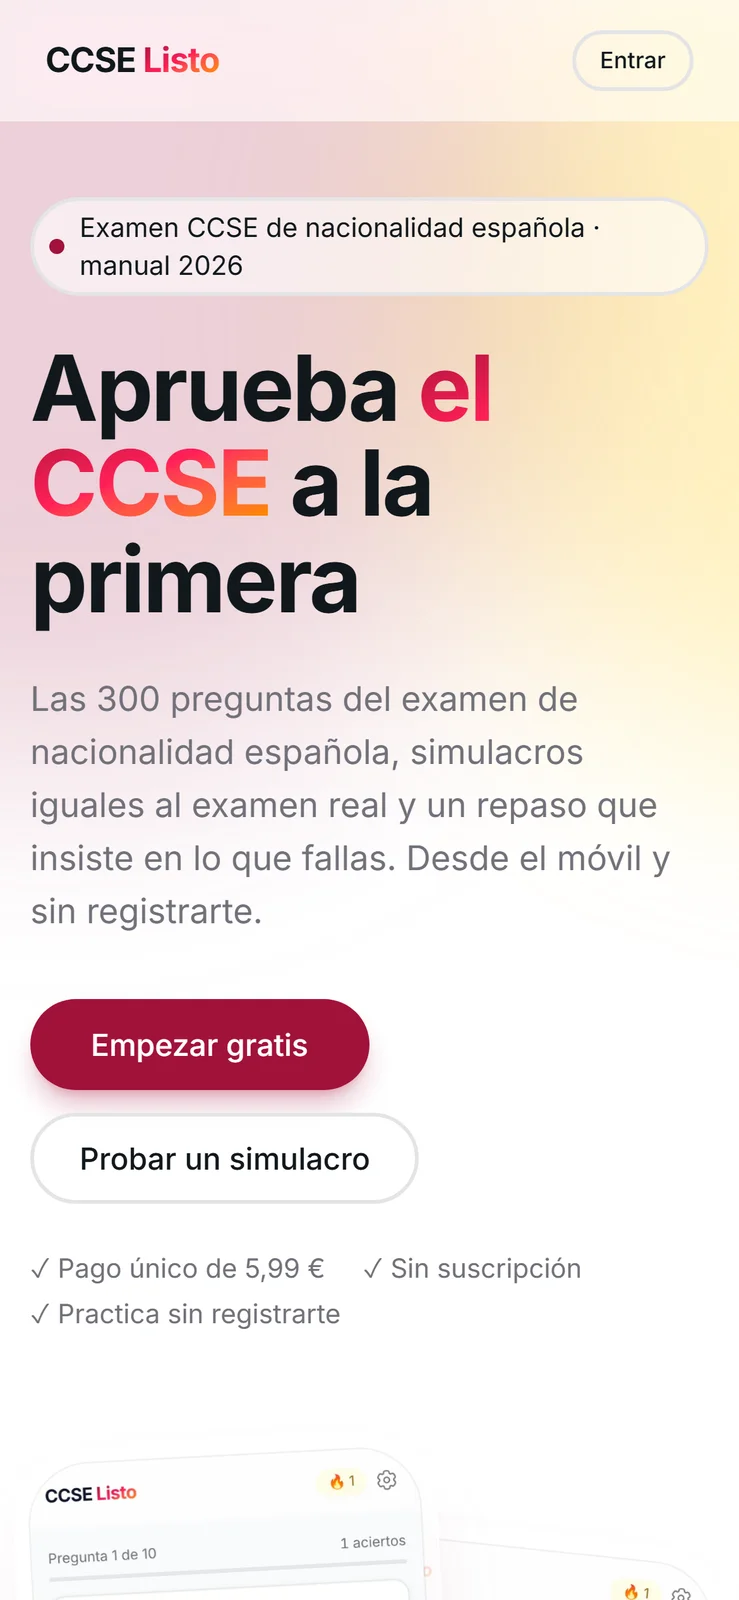 CCSE Listo
Entrar
Examen CCSE de nacionalidad española ·
manual 2026
Aprueba el
CCSE a la
primera
Las 300 preguntas del examen de
nacionalidad española, simulacros
iguales al examen real y un repaso que
insiste en lo que fallas. Desde el móvil y
sin registrarte.
Empezar gratis
Probar un simulacro
✓ Pago único de 5,99 € ✓ Sin suscripción
✓ Practica sin registrarte
CCSE Listo 🔥 1
Pregunta 1 de 10 1 aciertos
🔥 1